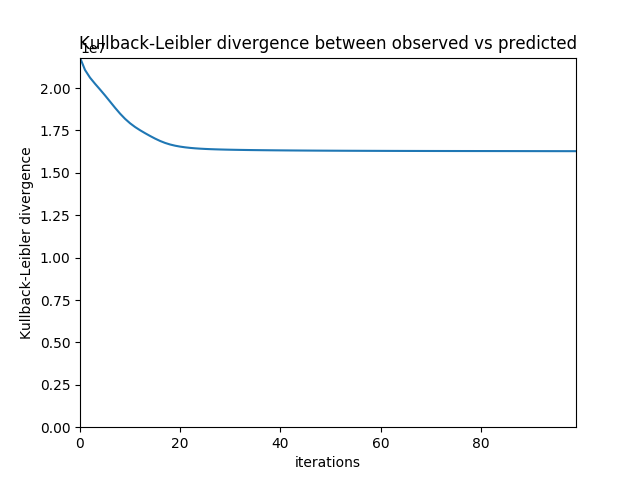 Kullback-Leibler divergence between observed vs predicted
1e7
2.00
1.75
1.50
1.25
1.00
0.75
0.50
0.25
0.00
Kullback-Leibler divergence
0 20 40 60 80
iterations